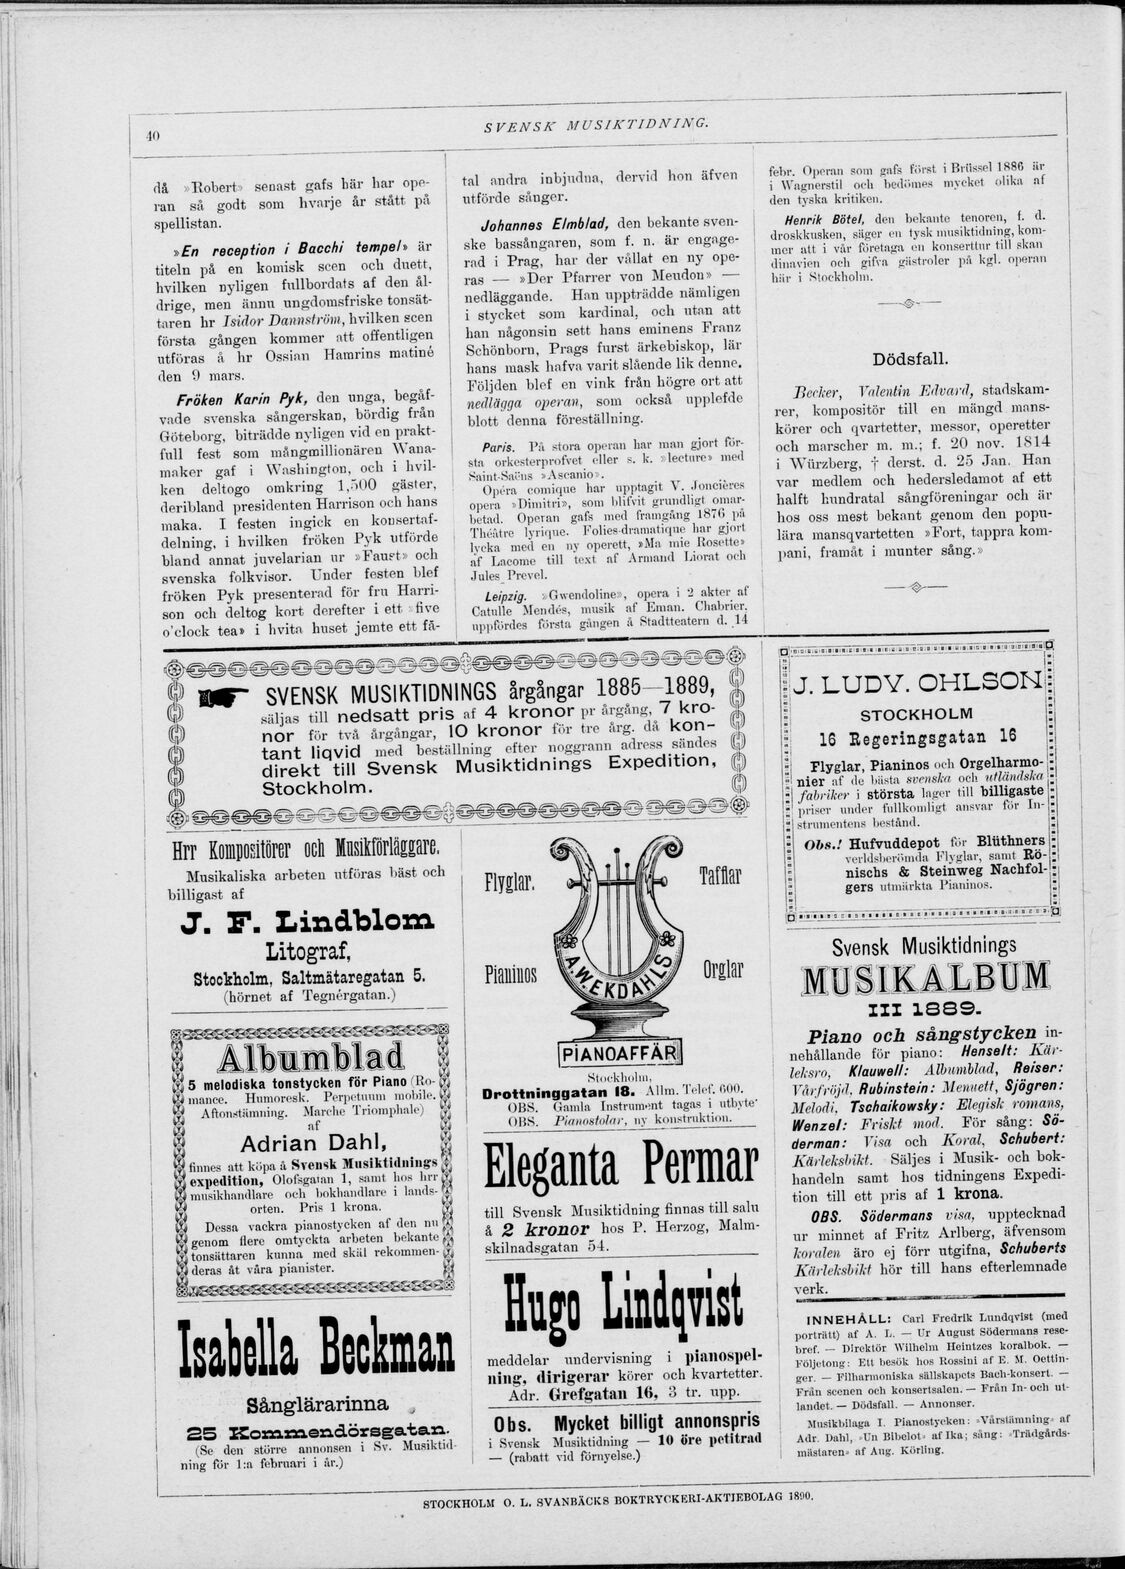 40
SVENSK MUSIKTIDNING.
då »Robert» senast gafs här har ope-
ran så godt som hvarje år stått på
spellistan.
»En reception i Bacchi tempel» är
titeln på en komisk scen och duett,
hvilken nyligen fullbordats af den ål-
drige, men ännu ungdomsfriske tonsät-
taren hr Isidor Dannström, hvilken scen
första gången kommer att offentligen
utföras å hr Ossian Hamrins matiné
den 9 mars.
Fröken Karin Pyk, den unga, begåf-
vade svenska sångerskan, bördig från
Göteborg, biträdde nyligen vid en prakt-
full fest som mångmillionären Wana-
maker gaf i Washington, och i hvil-
ken deltogo omkring 1,500 gäster,
deribland presidenten Harrison och hans
maka. I festen ingick en konsertaf-
delning, i hvilken fröken Pyk utförde
bland annat juvelarian ur »Faust» och
svenska folkvisor. Under festen blef
fröken Pyk presenterad för fru Harri-
son och deltog kort derefter i ett »five
o'clock tea» i hvita huset jemte ett få-
tal andra inbjudna, dervid hon äfven
utförde sånger.
Johannes Elmblad, den bekante sven-
ske bassångaren, som f. n. är engage-
rad i Prag, har der vållat en ny ope-
ras — »Der Pfarrer von Meudon» —
nedläggande. Han uppträdde nämligen
i stycket som kardinal, och utan att
han någonsin sett hans eminens Franz
Schönborn, Prags furst ärkebiskop, lär
hans mask hafva varit slående lik denne.
Följden blef en vink från högre ort att
nedlägga operan, som också upplefde
blott denna föreställning.
Paris. På stora operan har man gjort för-
sta orkesterprofvet eller s. k. »lecture» med
Saint-Saëns »Ascanio».
Opéra comique har upptagit V. Joncières
opera »Dimitri», som blifvit grundligt omar-
betad. Operan gafs med framgång 1876 på
Théâtre lyrique. Folies-dramatique har gjort
lycka med en ny operett, »Ma mie Rosette»
af Lacome till text af Armand Liorat och
Jules Prevel.
Leipzig. »Gwendoline», opera i 2 akter af
Catulle Mendés, musik af Eman. Chabrier,
uppfördes första gången å Stadtteatern d. 14
febr. Operan som gafs först i Brüssel 1886 är
i Wagnerstil och bedömes mycket olika af
den tyska kritiken.
Henrik Bötel, den bekante tenoren, f. d.
droskkusken, säger en tysk musiktidning, kom-
mer att i vår företaga en konserttur till skan
dinavien och gifva gästroler på kgl. operan
här i Stockholm.
Dödsfall.
Becker, Valentin Edvard, stadskam-
rer, kompositör till en mängd mans-
körer och qvartetter, messor, operetter
och marscher m. m.; f. 20 nov. 1814
i Würzberg, † derst. d. 25 Jan. Han
var medlem och hedersledamot af ett
halft hundratal sångföreningar och är
hos oss mest bekant genom den popu-
lära mansqvartetten »Fort, tappra kom-
pani, framåt i munter sång.»
SVENSK MUSIKTIDNINGS årgångar 1885—1889,
säljas till nedsatt pris af 4 kronor pr årgång, 7 kro-
nor för två årgångar, 10 kronor för tre årg. då kon-
tant liqvid med beställning efter noggrann adress sändes
direkt till Svensk Musiktidnings Expedition,
Stockholm.
J. LUDV. OHLSON
STOCKHOLM
16 Regeringsgatan 16
Flyglar, Pianinos och Orgelharmo-
nier af de bästa svenska och utländska
fabriker i största lager till billigaste
priser under fullkomligt ansvar för In-
strumentens bestånd.
Obs.! Hufvuddepot för Blüthners
verldsberömda Flyglar, samt Rö-
nischs & Steinweg Nachfol-
gers utmärkta Pianinos.
Hrr Kompositörer och Musikförläggare.
Musikaliska arbeten utföras bäst och
billigast af
J. F. Lindblom
Litograf,
Stockholm, Saltmätaregatan 5.
(hörnet af Tegnérgatan.)
Albumblad
5 melodiska tonstycken för Piano (Ro-
mance. Humoresk. Perpetuum mobile.
Aftonstämning. Marche Triomphale)
af
Adrian Dahl,
finnes att köpa å Svensk Musiktidnings
expedition, Olofsgatan 1, samt hos hrr
musikhandlare och bokhandlare i lands-
orten. Pris 1 krona.
Dessa vackra pianostycken af den nu
genom flere omtyckta arbeten bekante
tonsättaren kunna med skäl rekommen-
deras åt våra pianister.
Isabella Beckman
Sånglärarinna
25 Kommendörsgatan.
(Se den större annonsen i Sv. Musiktid-
ning för 1:a februari i år.)
Flyglar.
Tafflar
Pianinos
Orglar
A.W.EKDAHLS
PIANOAFFÄR
Stockholm,
Drottninggatan 18. Allm. Telef. 600.
OBS. Gamla Instrument tagas i utbyte
OBS. Pianostolar, ny konstruktion.
Eleganta Permar
till Svensk Musiktidning finnas till salu
å 2 kronor hos P. Herzog, Malm-
skilnadsgatan 54.
Hugo Lindqvist
meddelar undervisning i pianospel-
ning, dirigerar körer och kvartetter.
Adr. Grefgatan 16, 3 tr. upp.
Obs. Mycket billigt annonspris
i Svensk Musiktidning — 10 öre petitrad
— (rabatt vid förnyelse.)
Svensk Musiktidnings
MUSIKALBUM
III 1889.
Piano och sångstycken in-
nehållande för piano: Henselt: Kär-
leksro, Klauwell: Albumblad, Reiser:
Vårfröjd, Rubinstein: Menuett, Sjögren:
Melodi, Tschaikowsky: Elegisk romans,
Wenzel: Friskt mod. För sång: Sö-
derman: Visa och Koral, Schubert:
Kärleksbikt. Säljes i Musik- och bok-
handeln samt hos tidningens Expedi-
tion till ett pris af 1 krona.
OBS. Södermans visa, upptecknad
ur minnet af Fritz Arlberg, äfvensom
koralen äro ej förr utgifna, Schuberts
Kärleksbikt hör till hans efterlemnade
verk.
INNEHÅLL: Carl Fredrik Lundqvist (med
porträtt) af A. L. — Ur August Södermans rese-
bref. — Direktör Wilhelm Heintzes koralbok. —
Följetong: Ett besök hos Rossini af E. M. Oettin-
ger. — Filharmoniska sällskapets Bach-konsert. —
Från scenen och konsertsalen. — Från In- och ut-
landet. — Dödsfall. — Annonser.
Musikbilaga I. Pianostycken: »Vårstämning» af
Adr. Dahl, »Un Bibelot» af Ika; sång: »Trädgårds-
mästaren» af Aug. Körling.
STOCKHOLM O. L. SVANBÄCKS BOKTRYCKERI-AKTIEBOLAG 1890.